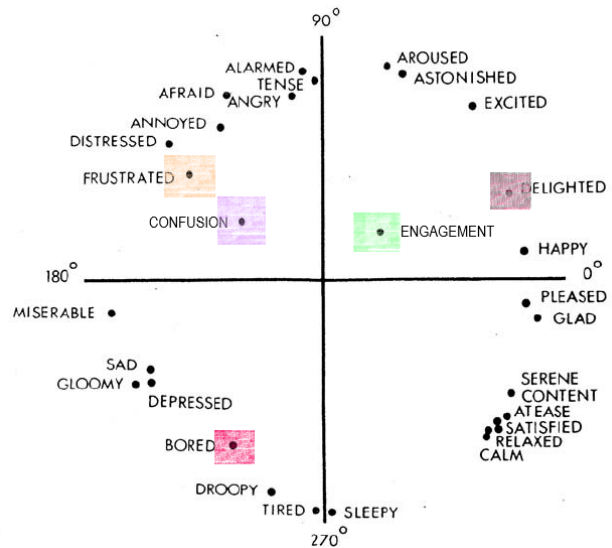 90°
ALARMED
AROUSED
TENSE
ASTONISHED
AFRAID
ANGRY
EXCITED
ANNOYED
DISTRESSED
FRUSTRATED
DELIGHTED
CONFUSION
ENGAGEMENT
HAPPY
180°
0°
PLEASED
MISERABLE
GLAD
SAD
GLOOMY
DEPRESSED
SERENE
CONTENT
AT EASE
SATISFIED
RELAXED
CALM
BORED
DROOPY
TIRED
SLEEPY
270°